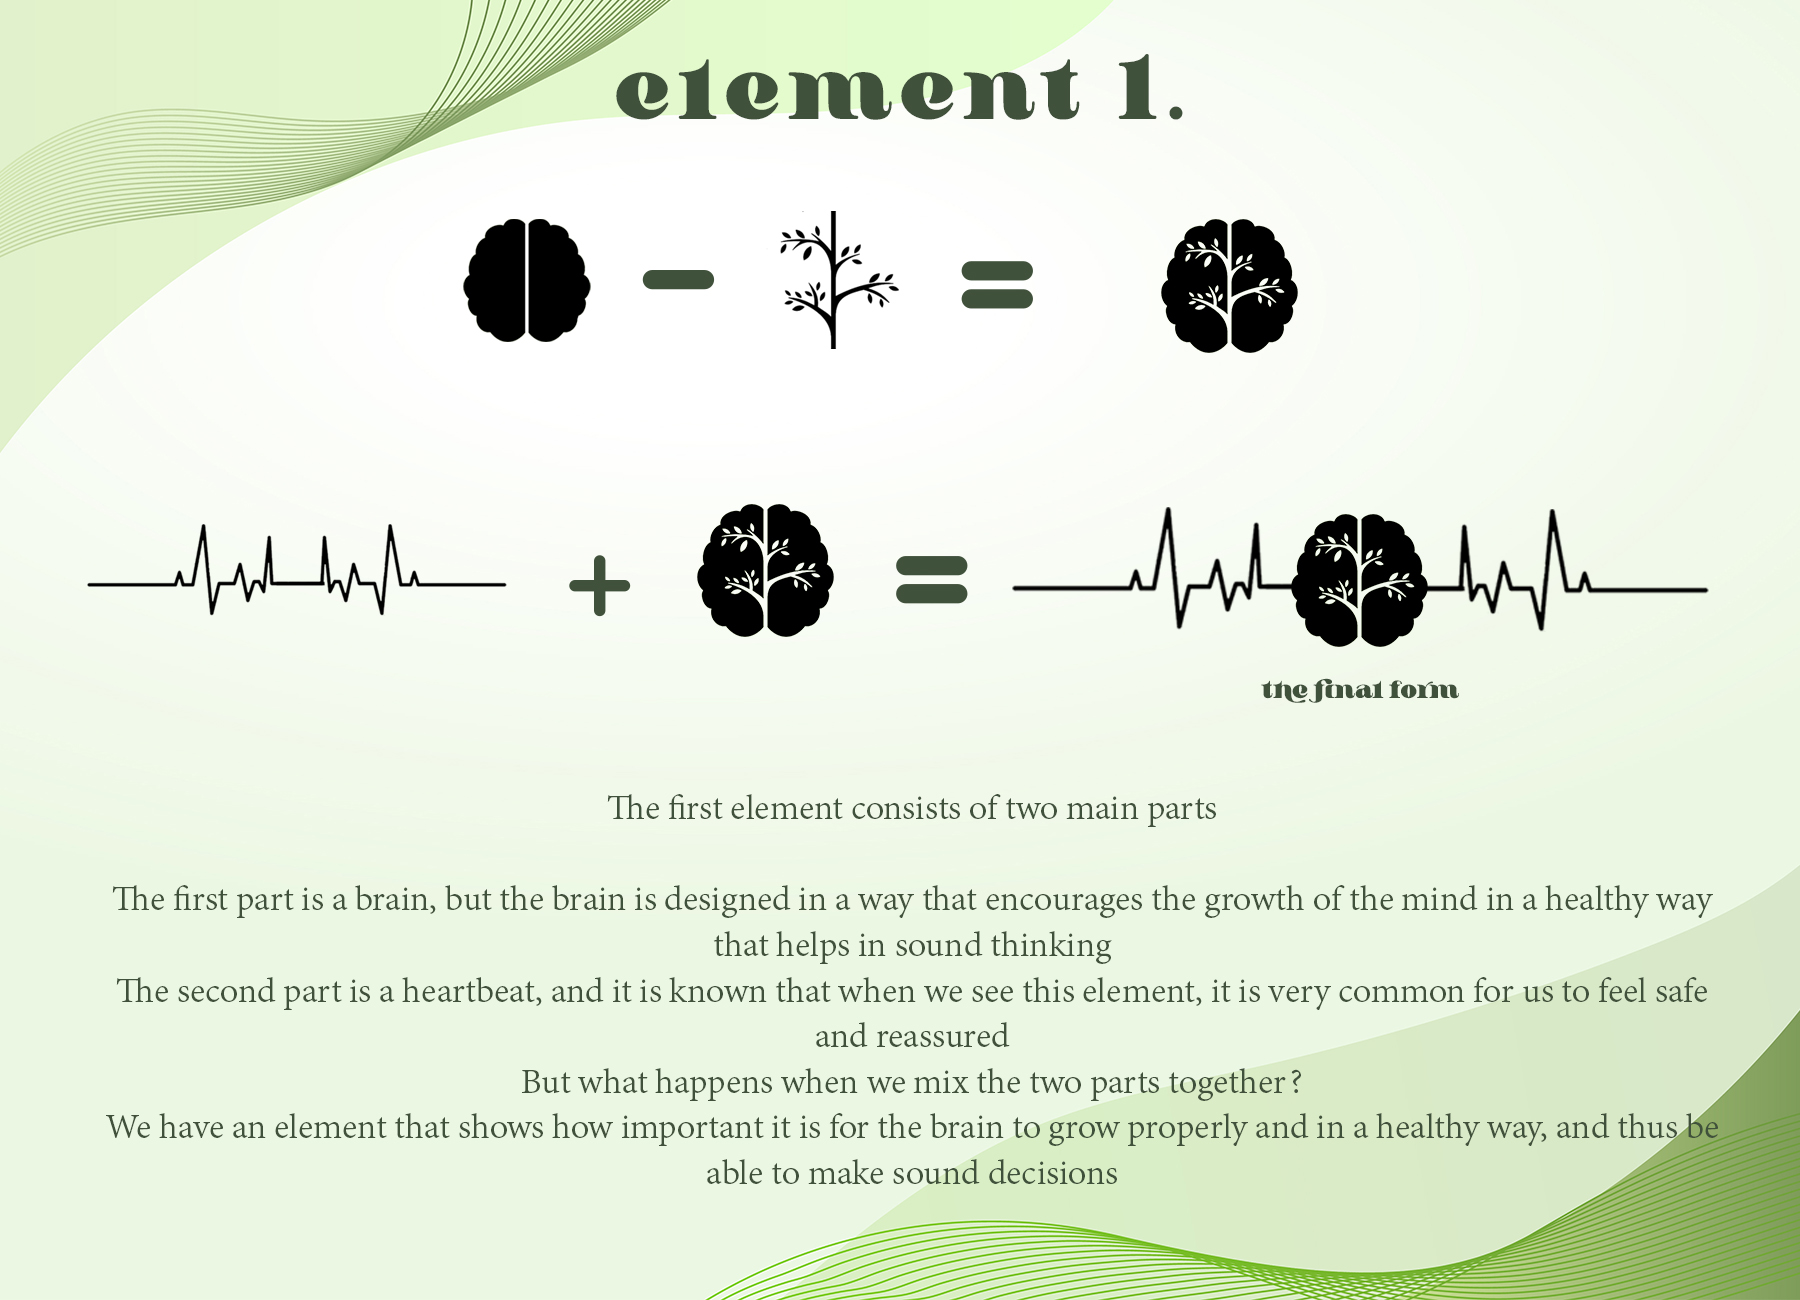 element 1.
the final form
The first element consists of two main parts
The first part is a brain, but the brain is designed in a way that encourages the growth of the mind in a healthy way
that helps in sound thinking
The second part is a heartbeat, and it is known that when we see this element, it is very common for us to feel safe
and reassured
But what happens when we mix the two parts together?
We have an element that shows how important it is for the brain to grow properly and in a healthy way, and thus be
able to make sound decisions